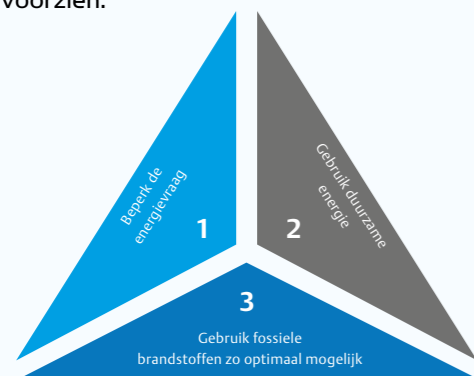 voorzien.
Beperk de
energievraag
1
Gebruik duurzame
energie
2
3
Gebruik fossiele
brandstoffen zo optimaal mogelijk